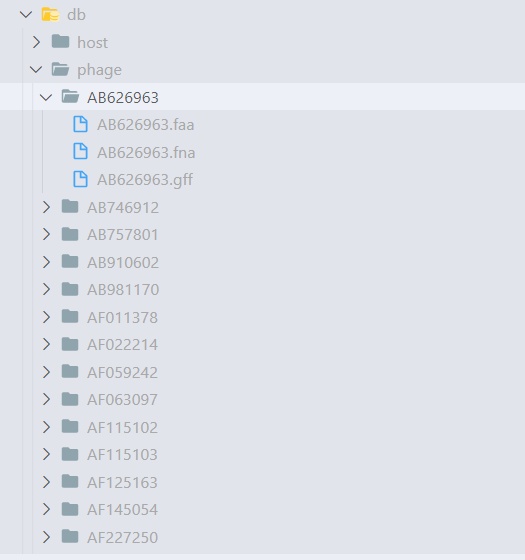 db
host
phage
AB626963
AB626963.faa
AB626963.fna
AB626963.gff
AB746912
AB757801
AB910602
AB981170
AF011378
AF022214
AF059242
AF063097
AF115102
AF115103
AF125163
AF145054
AF227250